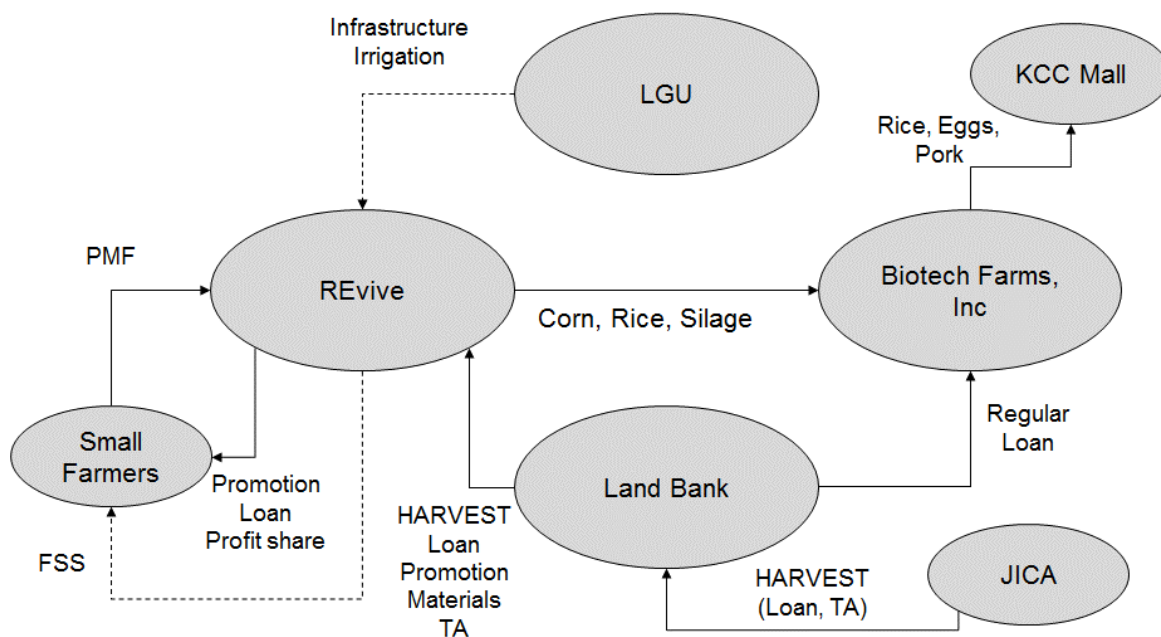 Infrastructure
Irrigation
LGU
KCC Mall
Rice, Eggs,
Pork
PMF
REvive
Biotech Farms,
Inc
Corn, Rice, Silage
Small
Farmers
Promotion
Loan
Profit share
FSS
HARVEST
Loan
Promotion
Materials
TA
Land Bank
Regular
Loan
HARVEST
(Loan, TA)
JICA